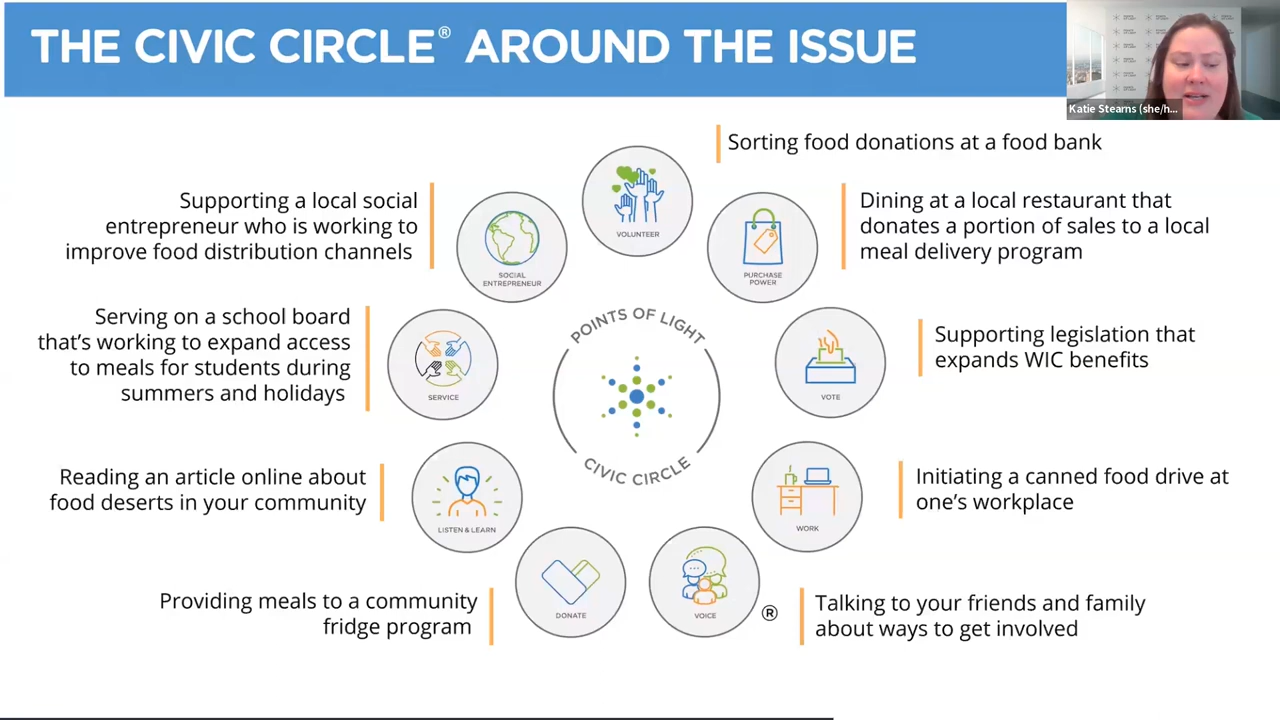 THE CIVIC CIRCLE® AROUND THE ISSUE
Katie Stearns (she/h...
Sorting food donations at a food bank
VOLUNTEER
Supporting a local social
entrepreneur who is working to
improve food distribution channels
SOCIAL
ENTREPRENEUR
PURCHASE
POWER
Dining at a local restaurant that
donates a portion of sales to a local
meal delivery program
Serving on a school board
that’s working to expand access
to meals for students during
summers and holidays
SERVICE
POINTS OF LIGHT
CIVIC CIRCLE
VOTE
Supporting legislation that
expands WIC benefits
Reading an article online about
food deserts in your community
LISTEN & LEARN
WORK
Initiating a canned food drive at
one’s workplace
Providing meals to a community
fridge program
DONATE
VOICE
®
Talking to your friends and family
about ways to get involved